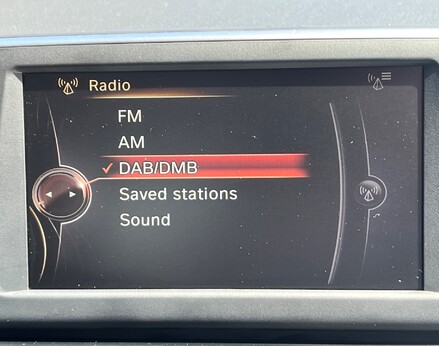 Radio
FM
AM
DAB/DMB
Saved stations
Sound